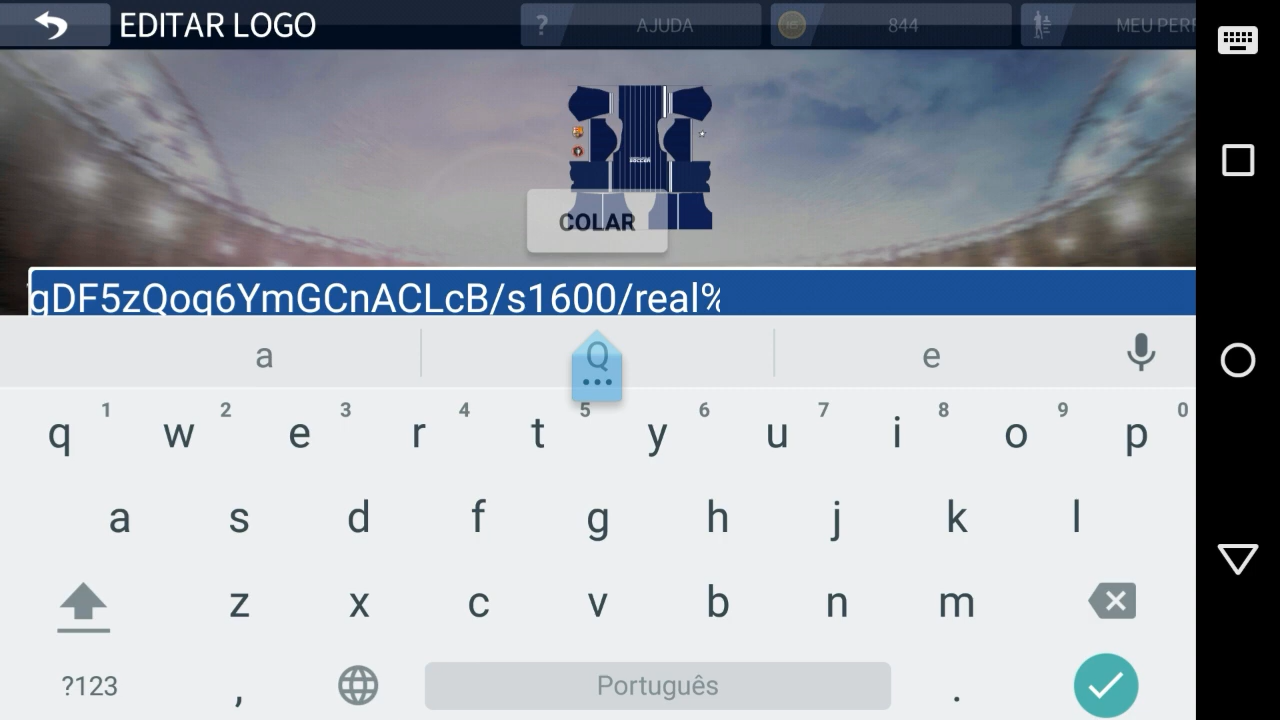 EDITAR LOGO
? AJUDA
844
MEU PERF
SOCCER
COLAR
gDF5zQoq6YmGCnACLcB/s1600/real%
a Q e
1 2 3 4 5 6 7 8 9 0
q w e r t y u i o p
a s d f g h j k l
z x c v b n m
?123 , Português .